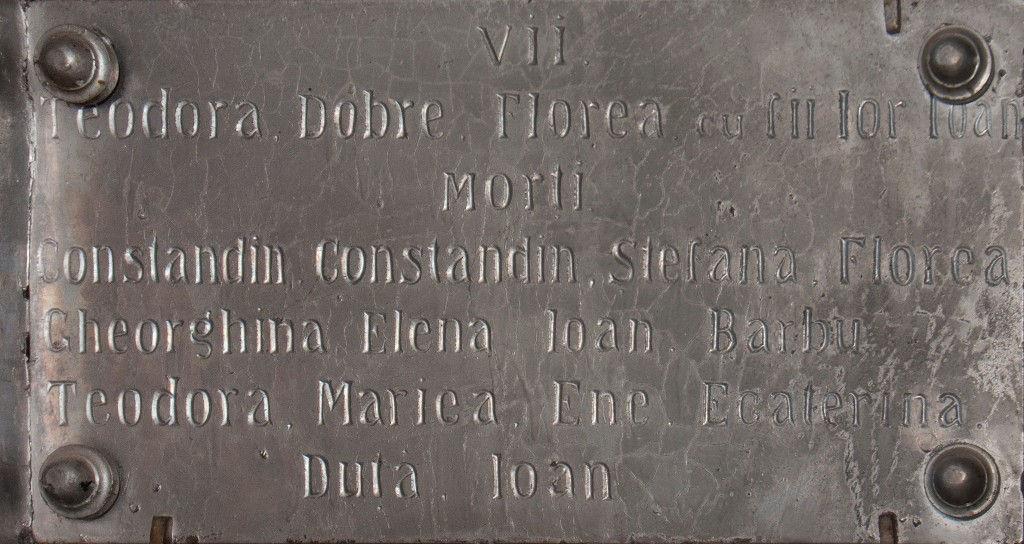 Vii
Teodora, Dobre, Florea, cu fii lor Ioan
Morti
Constandin, Constandin, Stefana, Florea
Gheorghina Elena Ioan, Barbu
Teodora, Mariea, Ene Ecaterina
Duta, Ioan